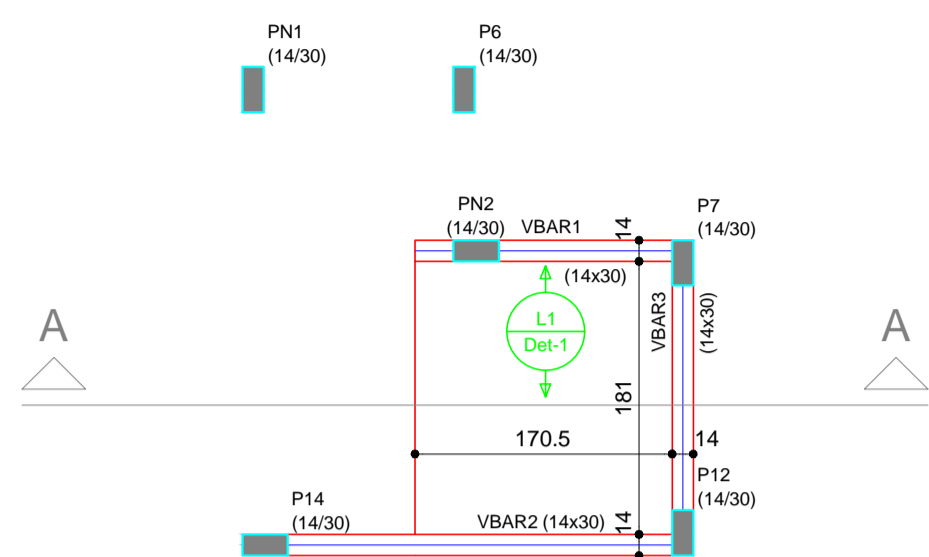 PN1
(14/30)
P6
(14/30)
PN2
(14/30)
VBAR1
14
P7
(14/30)
(14x30)
L1
Det-1
VBAR3
(14x30)
A
A
181
170.5
14
P12
(14/30)
P14
(14/30)
VBAR2 (14x30)
14